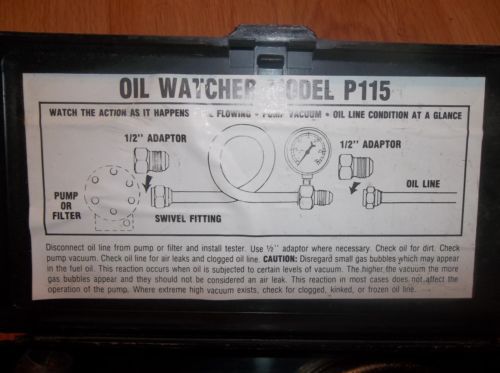 OIL WATCHER MODEL P115
WATCH THE ACTION AS IT HAPPENS FLOWING • PUMP VACUUM • OIL LINE CONDITION AT A GLANCE
1/2" ADAPTOR 1/2" ADAPTOR
PUMP
OR
FILTER
OIL LINE
SWIVEL FITTING
Disconnect oil line from pump or filter and install tester. Use ½" adaptor where necessary. Check oil for dirt. Check
pump vacuum. Check oil line for air leaks and clogged oil line. CAUTION: Disregard small gas bubbles which may appear
in the fuel oil. This reaction occurs when oil is subjected to certain levels of vacuum. The higher the vacuum the more
gas bubbles appear and they should not be considered an air leak. This reaction in most cases does not affect the
operation of the pump. Where extreme high vacuum exists, check for clogged, kinked, or frozen oil line.